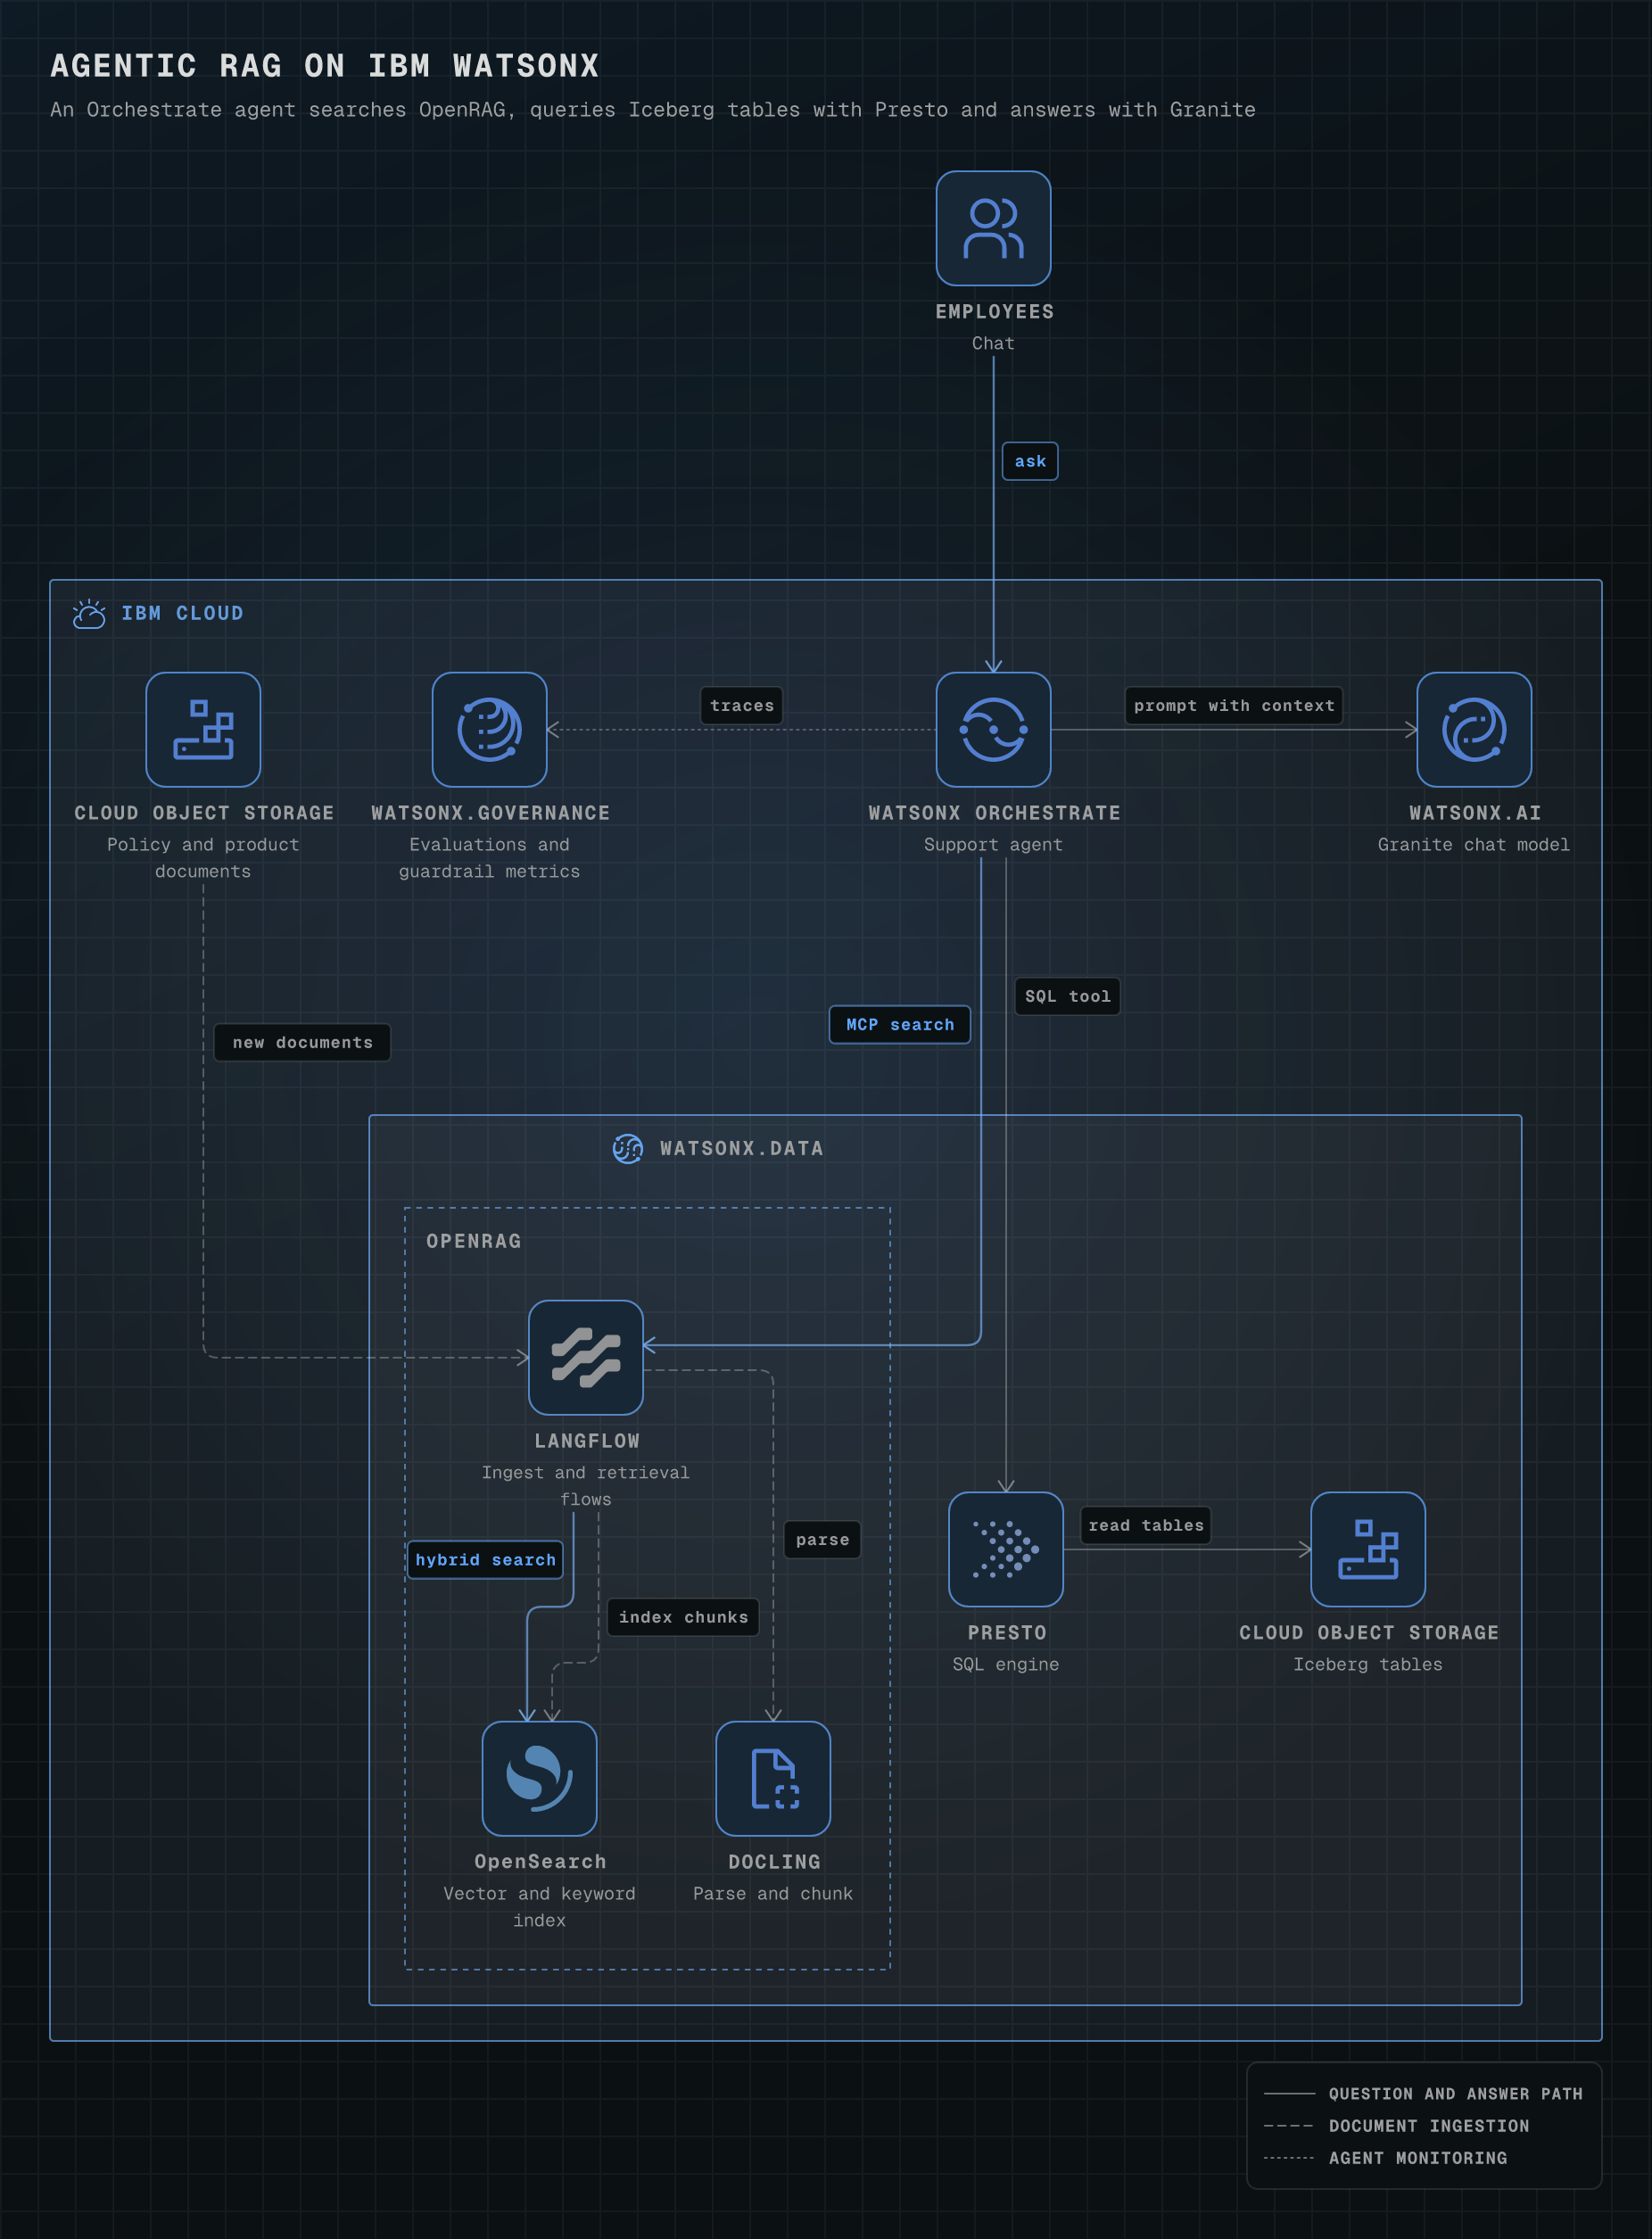 AGENTIC RAG ON IBM WATSONX
An Orchestrate agent searches OpenRAG, queries Iceberg tables with Presto and answers with Granite
EMPLOYEES
Chat
ask
IBM CLOUD
traces
prompt with context
CLOUD OBJECT STORAGE
Policy and product
documents
WATSONX.GOVERNANCE
Evaluations and
guardrail metrics
WATSONX ORCHESTRATE
Support agent
WATSONX.AI
Granite chat model
SQL tool
MCP search
new documents
WATSONX.DATA
OPENRAG
LANGFLOW
Ingest and retrieval
flows
read tables
parse
hybrid search
index chunks
PRESTO
SQL engine
CLOUD OBJECT STORAGE
Iceberg tables
OpenSearch
Vector and keyword
index
DOCLING
Parse and chunk
QUESTION AND ANSWER PATH
DOCUMENT INGESTION
AGENT MONITORING